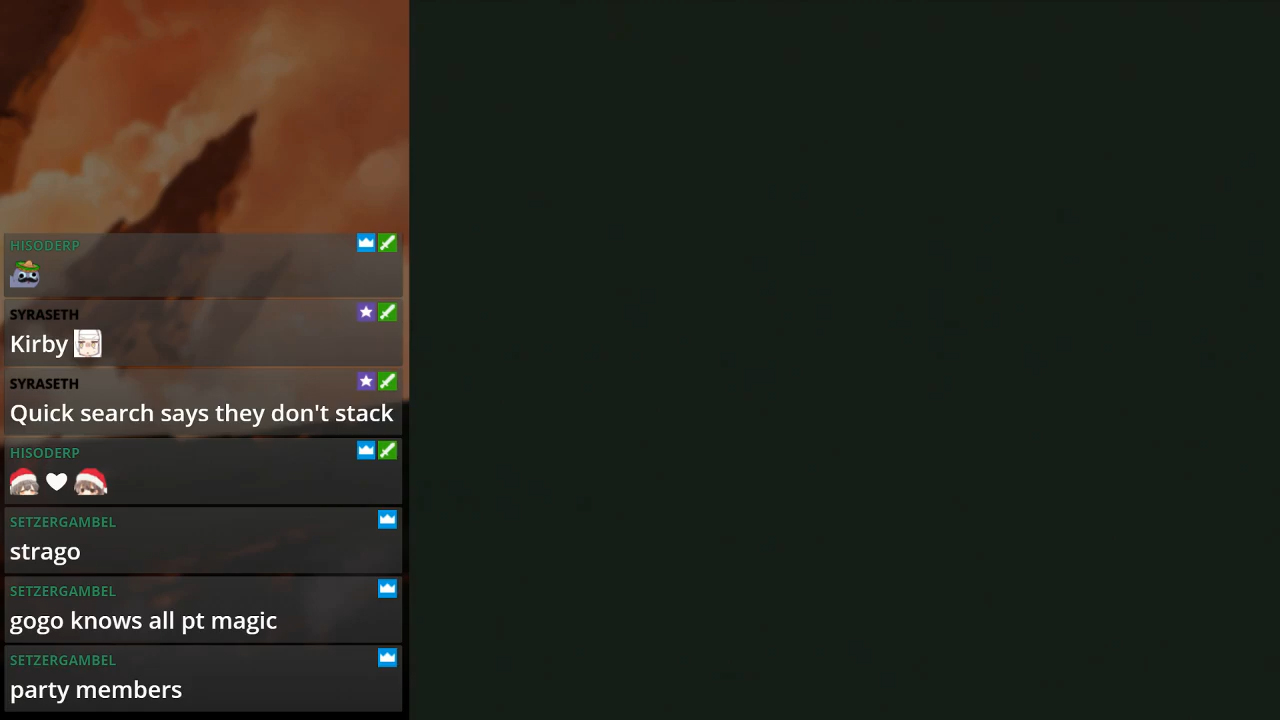 HISODERP
SYRASETH
Kirby
SYRASETH
Quick search says they don't stack
HISODERP
SETZERGAMBEL
strago
SETZERGAMBEL
gogo knows all pt magic
SETZERGAMBEL
party members